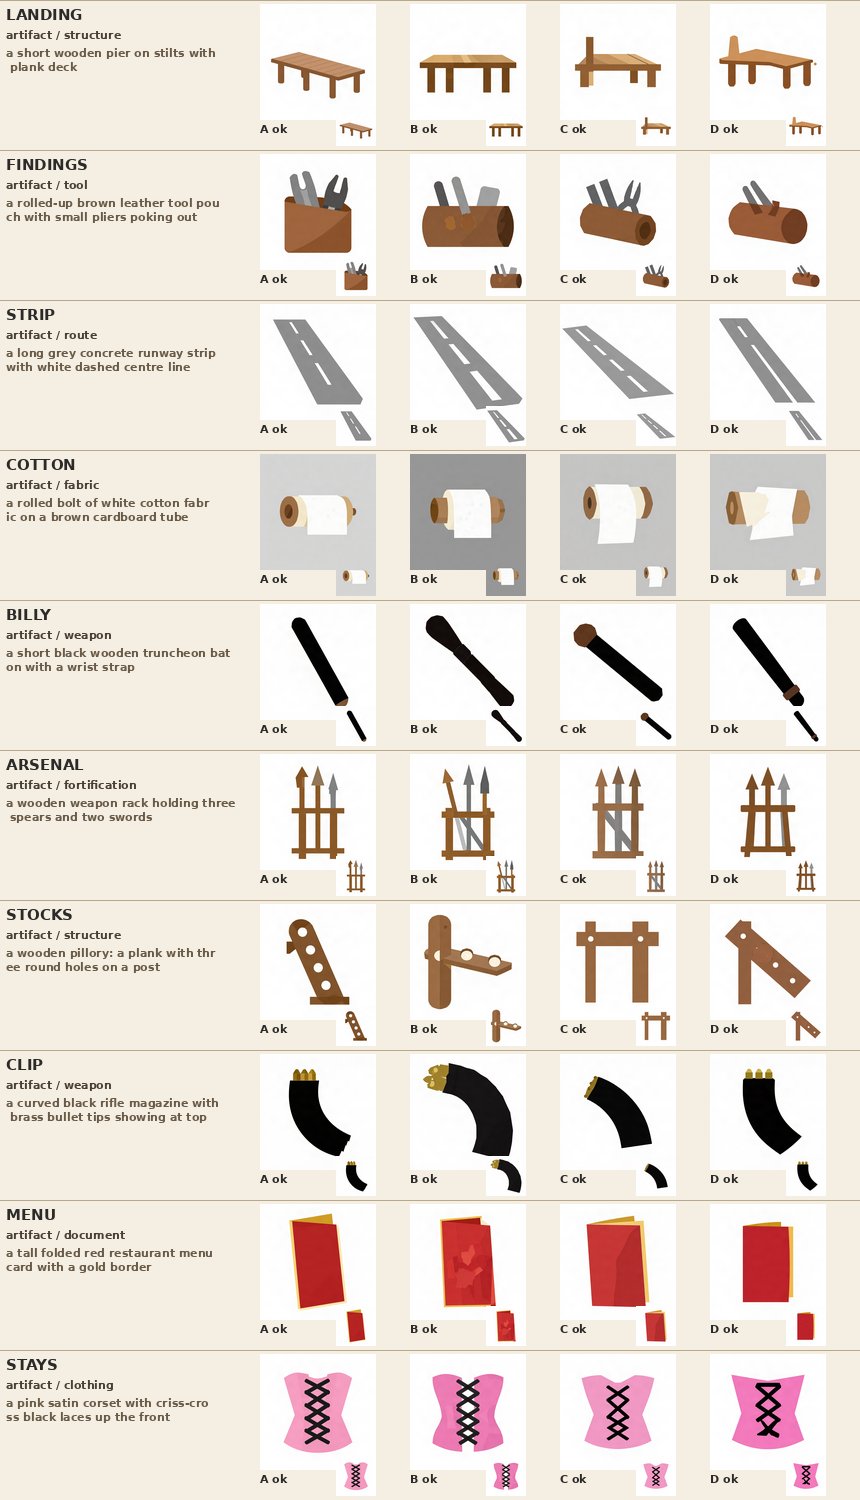 LANDING
artifact / structure
a short wooden pier on stilts with
plank deck
A ok
B ok
C ok
D ok
FINDINGS
artifact / tool
a rolled-up brown leather tool pou
ch with small pliers poking out
A ok
B ok
C ok
D ok
STRIP
artifact / route
a long grey concrete runway strip
with white dashed centre line
A ok
B ok
C ok
D ok
COTTON
artifact / fabric
a rolled bolt of white cotton fabr
ic on a brown cardboard tube
A ok
B ok
C ok
D ok
BILLY
artifact / weapon
a short black wooden truncheon bat
on with a wrist strap
A ok
B ok
C ok
D ok
ARSENAL
artifact / fortification
a wooden weapon rack holding three
spears and two swords
A ok
B ok
C ok
D ok
STOCKS
artifact / structure
a wooden pillory: a plank with thr
ee round holes on a post
A ok
B ok
C ok
D ok
CLIP
artifact / weapon
a curved black rifle magazine with
brass bullet tips showing at top
A ok
B ok
C ok
D ok
MENU
artifact / document
a tall folded red restaurant menu
card with a gold border
A ok
B ok
C ok
D ok
STAYS
artifact / clothing
a pink satin corset with criss-cro
ss black laces up the front
A ok
B ok
C ok
D ok